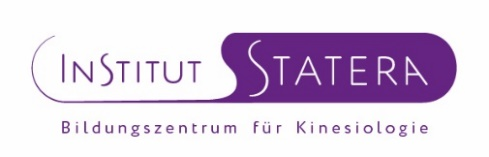 INSTITUT STATERA
Bildungszentrum für Kinesiologie